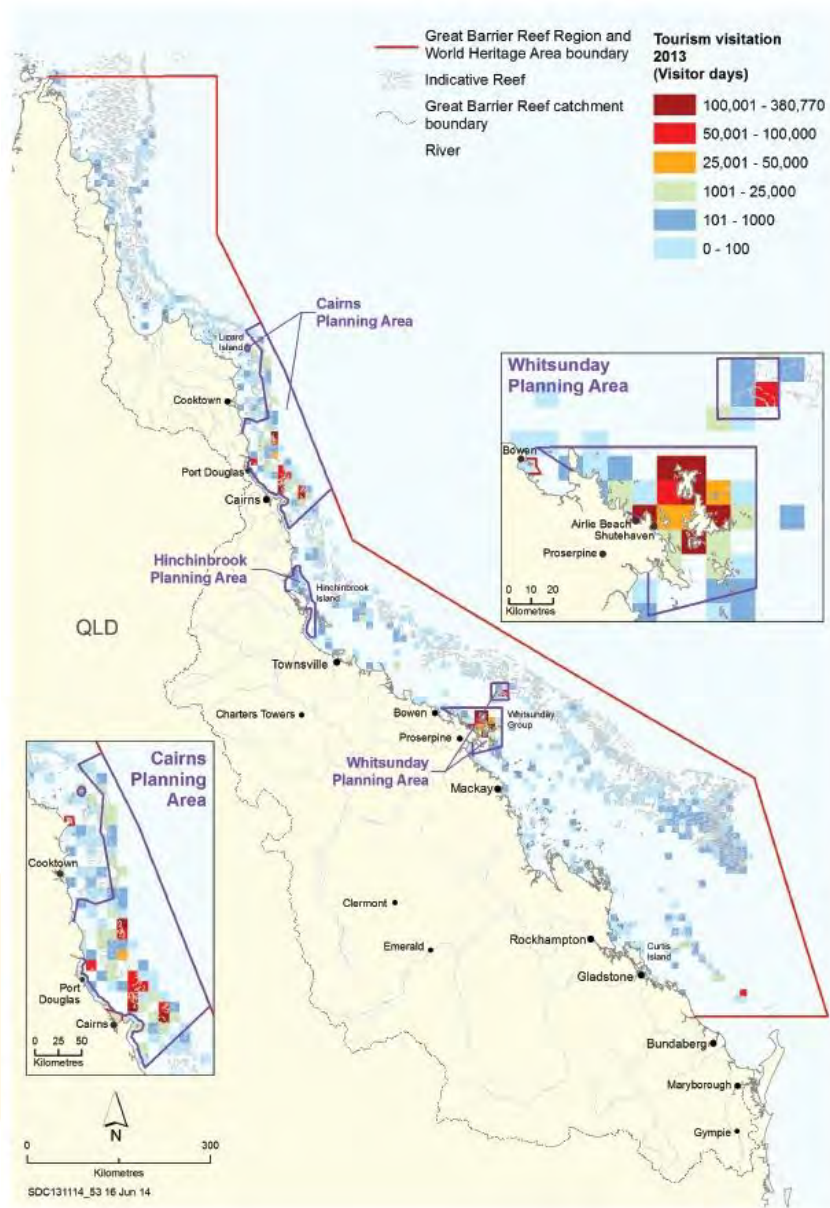 Great Barrier Reef Region and
World Heritage Area boundary
Indicative Reef
Great Barrier Reef catchment
boundary
River
Tourism visitation
2013
(Visitor days)
100,001 - 380,770
50,001 - 100,000
25,001 - 50,000
1001 - 25,000
101 - 1000
0 - 100
Cairns
Planning Area
Lizard
Island
Cooktown
Port Douglas
Cairns
Hinchinbrook
Planning Area
Hinchinbrook
Island
QLD
Townsville
Charters Towers
Bowen
Proserpine
Whitsunday
Group
Whitsunday
Planning Area
Mackay
Clermont
Emerald
Rockhampton
Curtis
Island
Gladstone
Bundaberg
Maryborough
Gympie
Whitsunday
Planning Area
Bowen
Airlie Beach
Shutehaven
Proserpine
0 10 20
Kilometres
Cairns
Planning
Area
Cooktown
Port
Douglas
Cairns
0 25 50
Kilometres
N
0 300
Kilometres
SDC131114_53 16 Jun 14